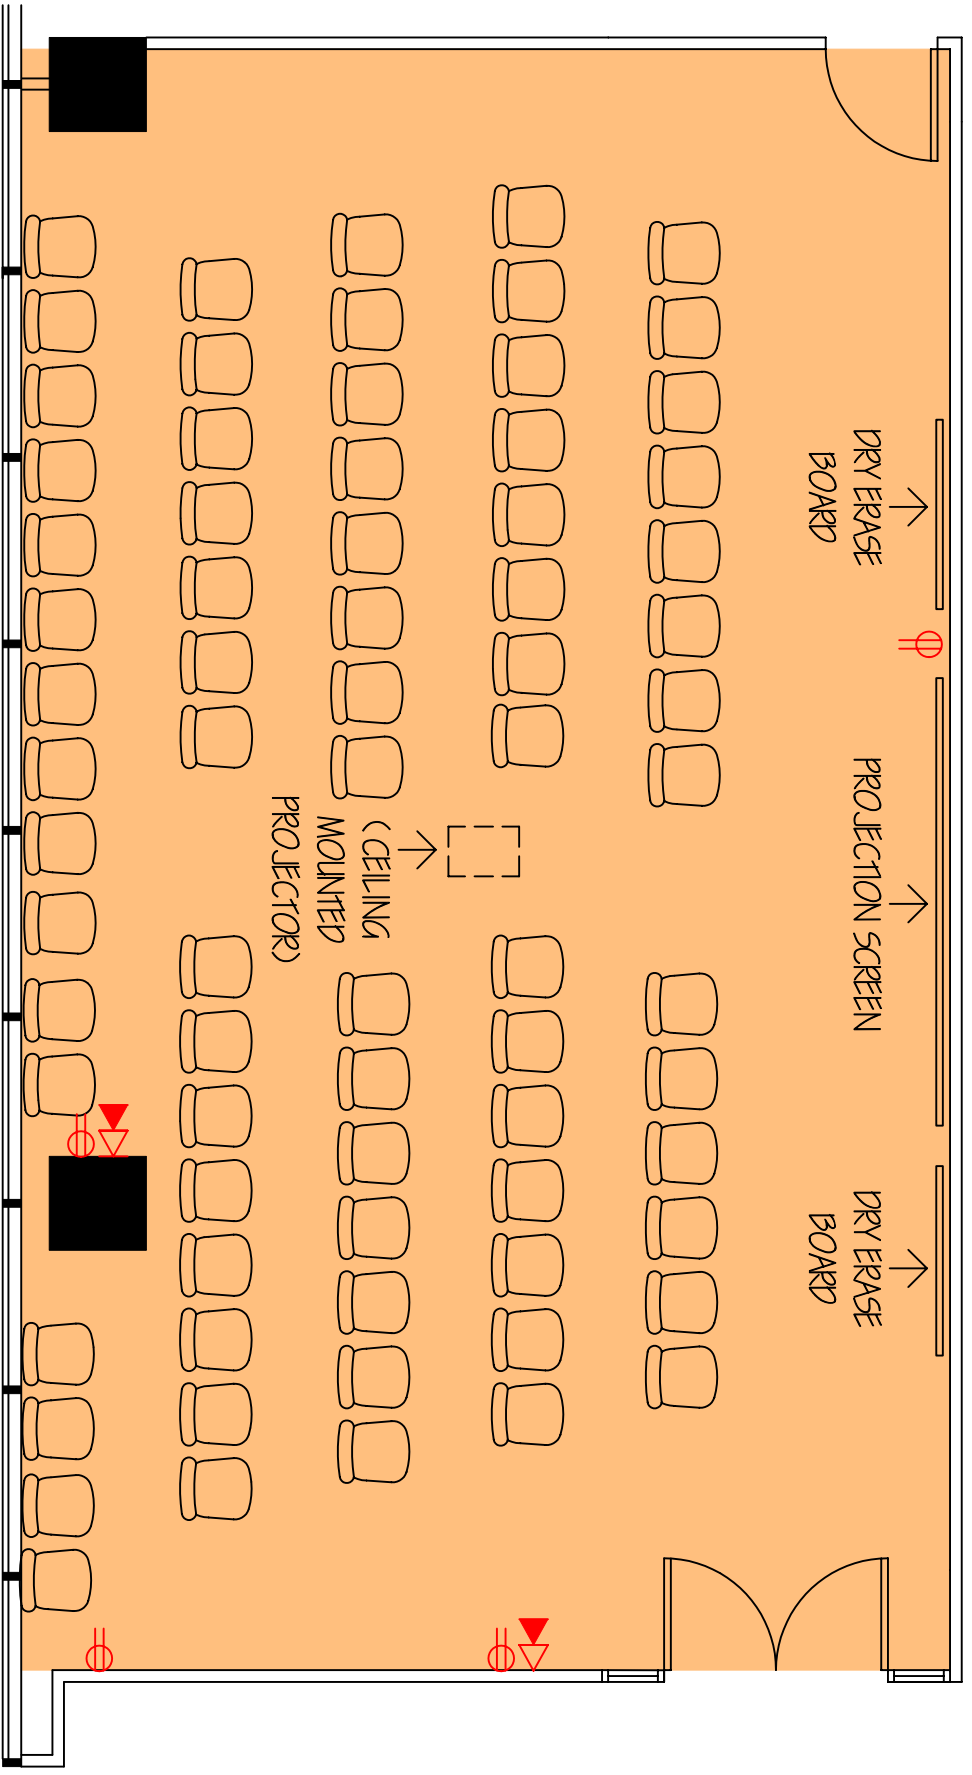 DRY ERASE
BOARD
PROJECTION SCREEN
(CEILING
MOUNTED
PROJECTOR)
DRY ERASE
BOARD